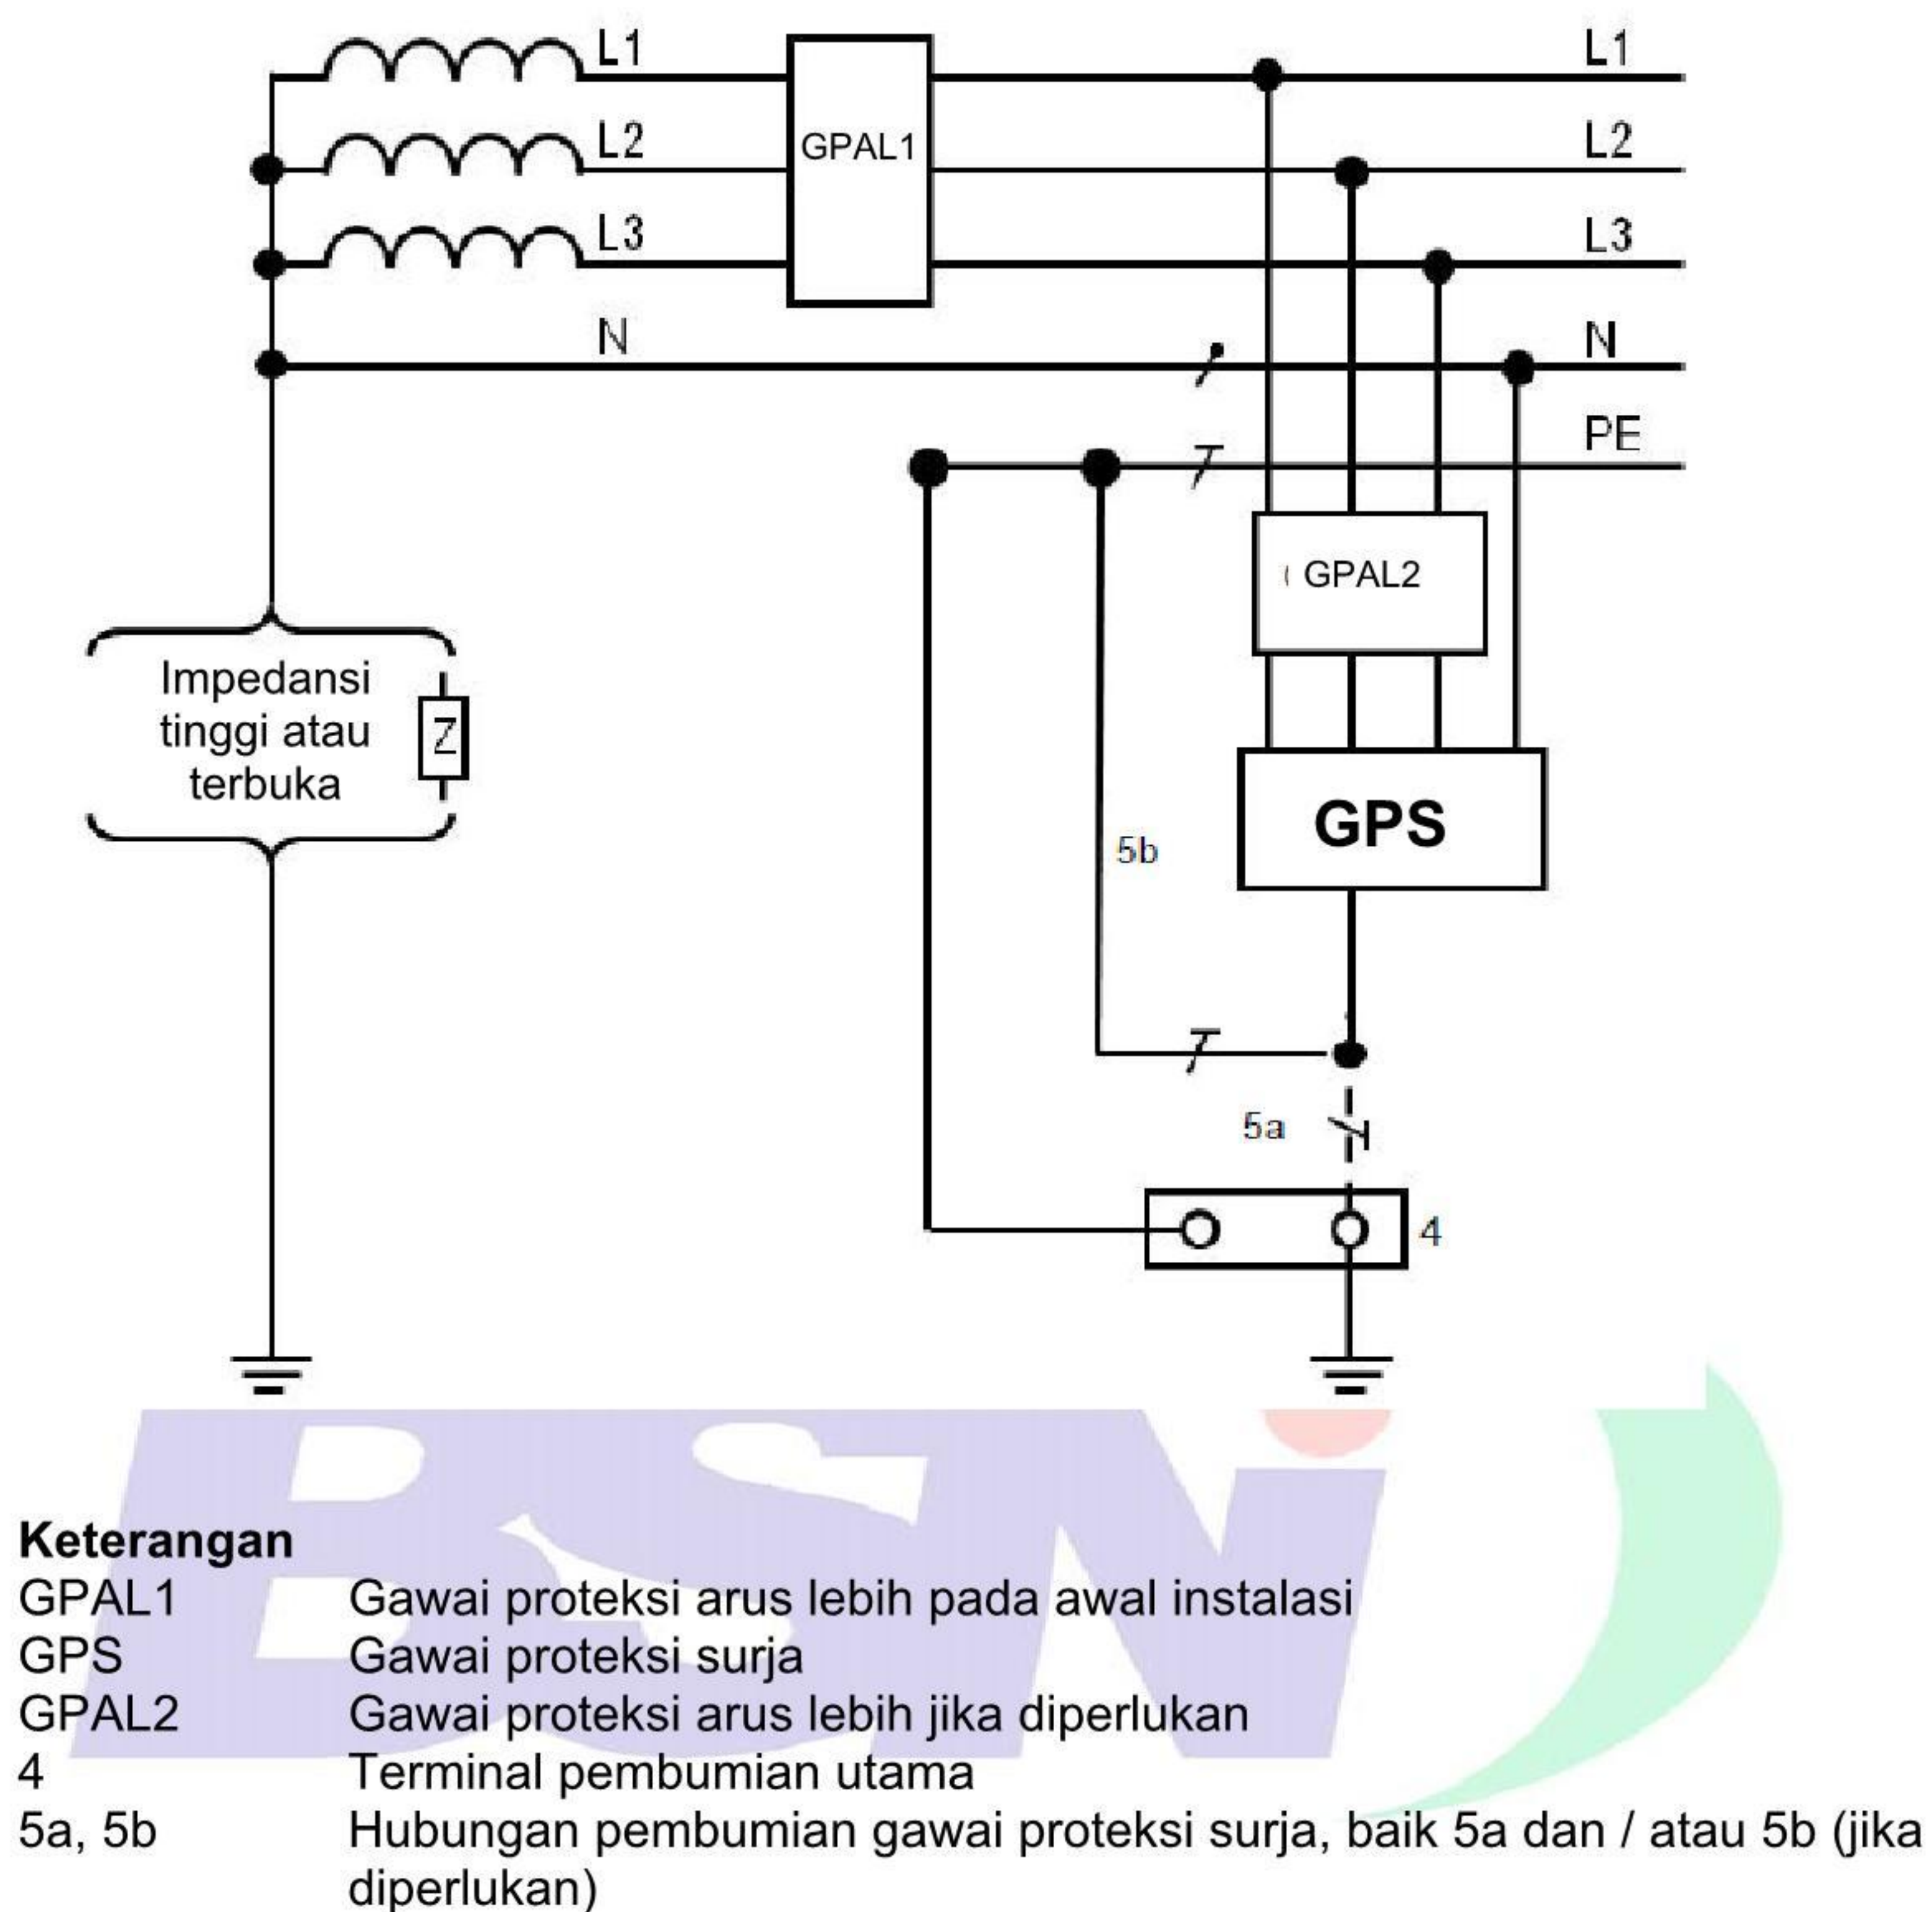 L1 L1
L2 GPAL1 L2
L3 L3
N N
PE
GPAL2
Impedansi
tinggi atau
terbuka
Z
GPS
5b
5a
4
BSN
Keterangan
GPAL1 Gawai proteksi arus lebih pada awal instalasi
GPS Gawai proteksi surja
GPAL2 Gawai proteksi arus lebih jika diperlukan
4 Terminal pembumian utama
5a, 5b Hubungan pembumian gawai proteksi surja, baik 5a dan / atau 5b (jika
diperlukan)